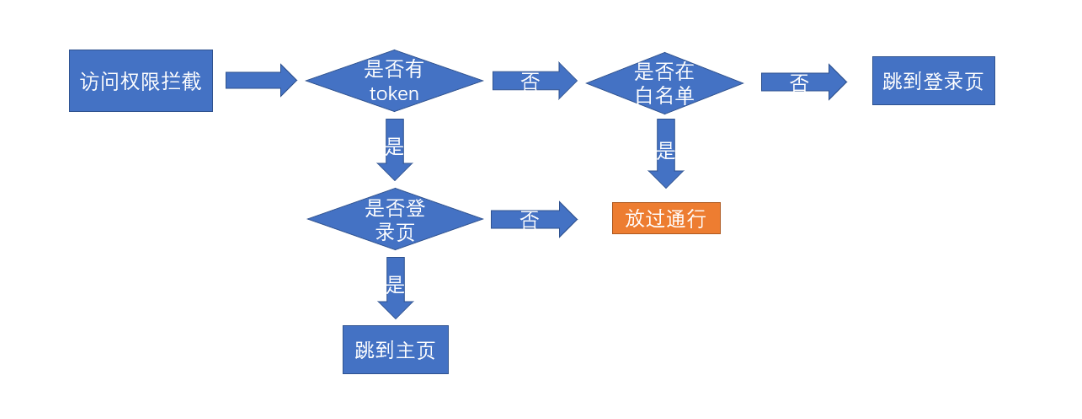 访问权限拦截
是否有
token
否
是否在
白名单
否
跳到登录页
是
是
是否登
录页
否
放过通行
是
跳到主页